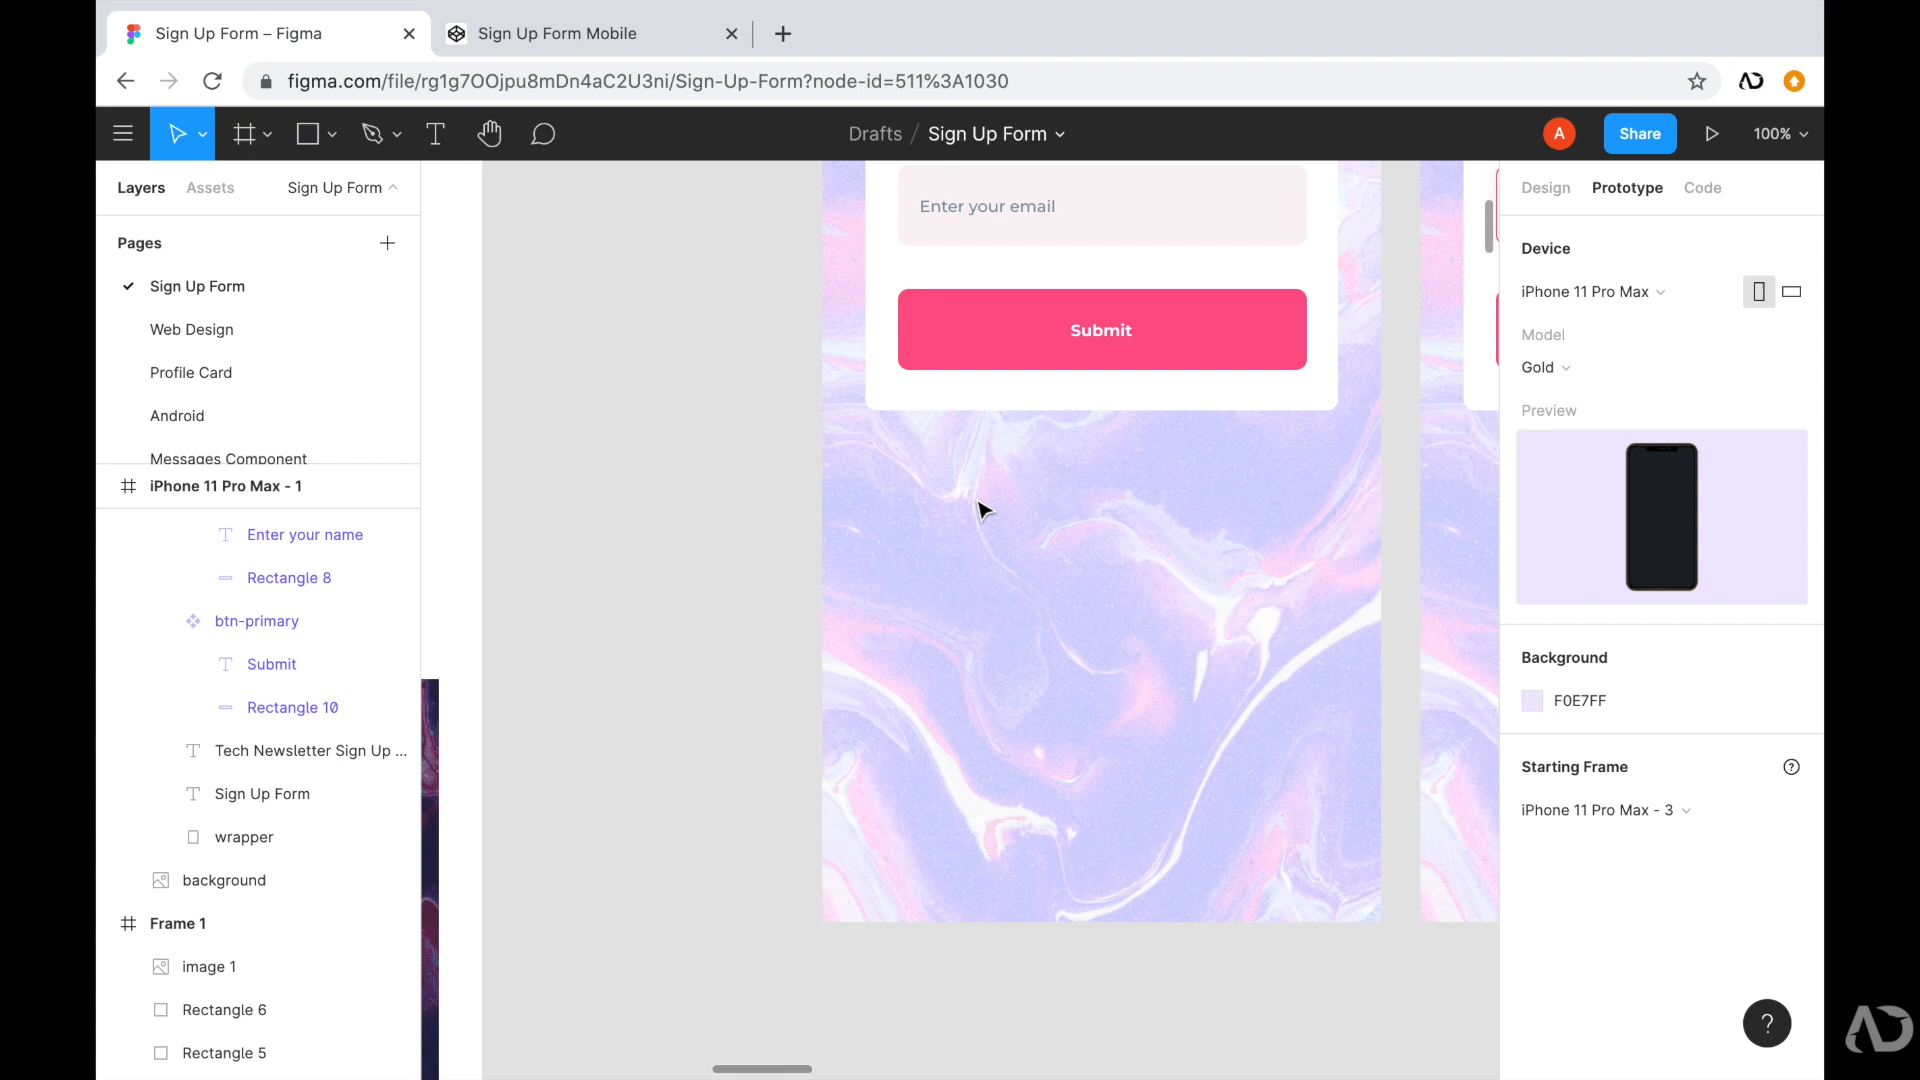 Sign Up Form – Figma
Sign Up Form Mobile
figma.com/file/rg1g7OOjpu8mDn4aC2U3ni/Sign-Up-Form?node-id=511%3A1030
Drafts / Sign Up Form
A
Share
100%
Layers
Assets
Sign Up Form
Pages
Sign Up Form
Web Design
Profile Card
Android
Messages Component
iPhone 11 Pro Max - 1
Enter your name
Rectangle 8
btn-primary
Submit
Rectangle 10
Tech Newsletter Sign Up ...
Sign Up Form
wrapper
background
Frame 1
image 1
Rectangle 6
Rectangle 5
Enter your email
Submit
Design
Prototype
Code
Device
iPhone 11 Pro Max
Model
Gold
Preview
Background
F0E7FF
Starting Frame
?
iPhone 11 Pro Max - 3
?
AD